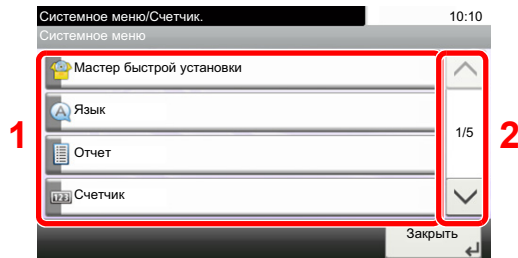 Системное меню/Счетчик. 10:10
Системное меню
Мастер быстрой установки
Язык
1 1/5 2
Отчет
Счетчик
Закрыть